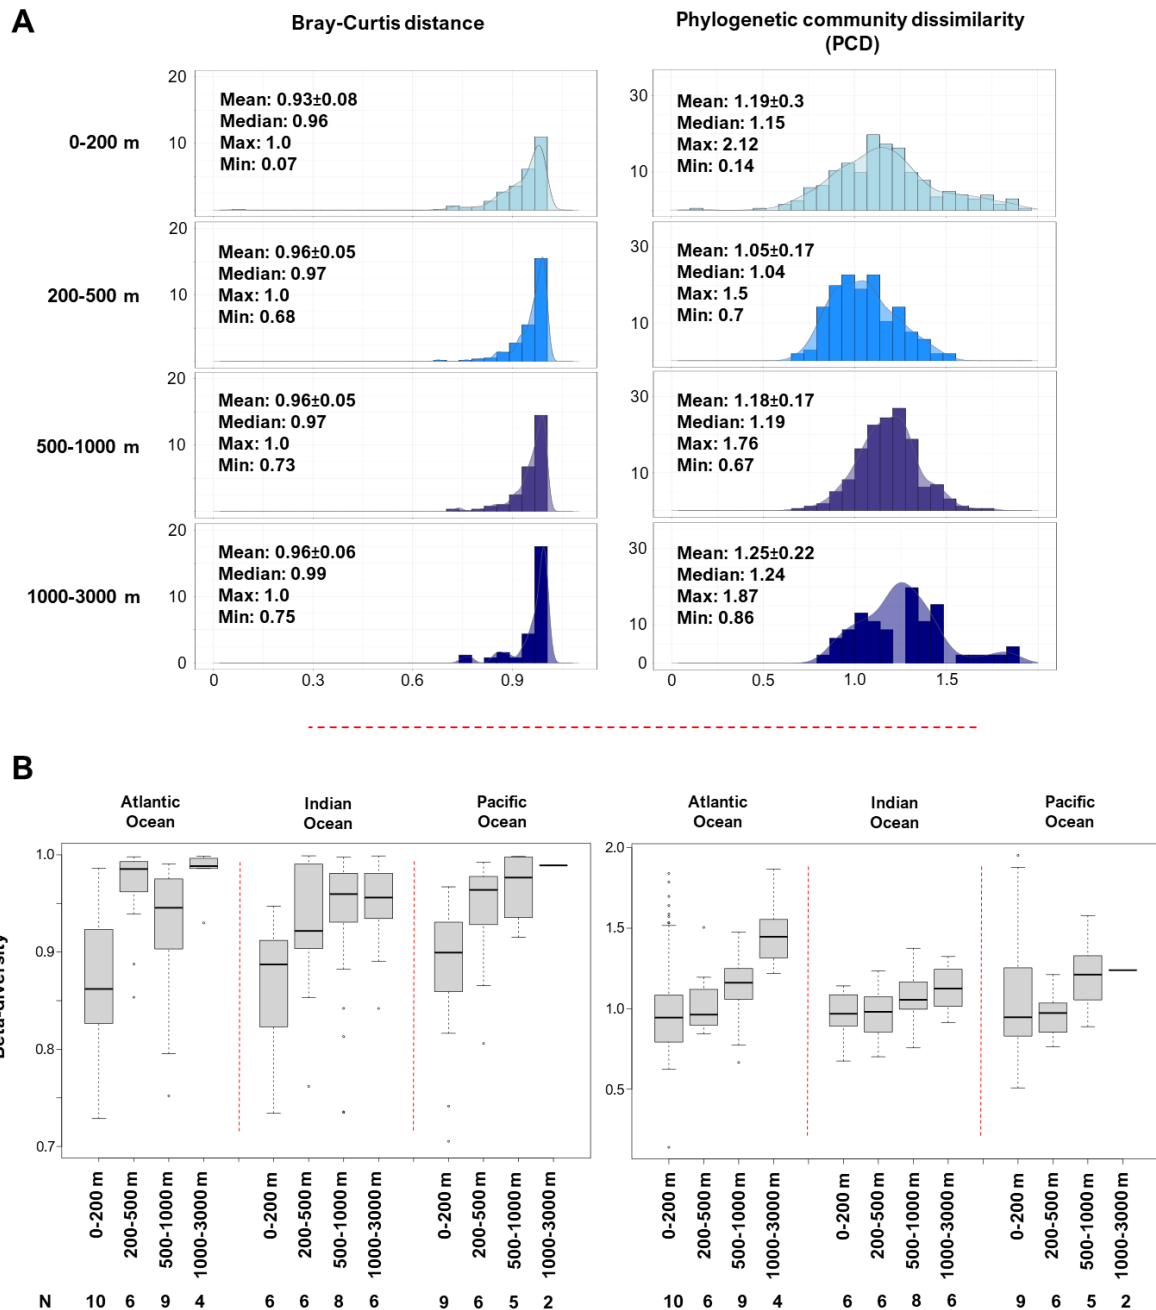 A
Bray-Curtis distance
Phylogenetic community dissimilarity
(PCD)
0-200 m
20
10
Mean: 0.93±0.08
Median: 0.96
Max: 1.0
Min: 0.07
30
10
Mean: 1.19±0.3
Median: 1.15
Max: 2.12
Min: 0.14
200-500 m
20
10
Mean: 0.96±0.05
Median: 0.97
Max: 1.0
Min: 0.68
30
10
Mean: 1.05±0.17
Median: 1.04
Max: 1.5
Min: 0.7
500-1000 m
20
10
Mean: 0.96±0.05
Median: 0.97
Max: 1.0
Min: 0.73
30
10
Mean: 1.18±0.17
Median: 1.19
Max: 1.76
Min: 0.67
1000-3000 m
20
10
0
Mean: 0.96±0.06
Median: 0.99
Max: 1.0
Min: 0.75
30
10
0
Mean: 1.25±0.22
Median: 1.24
Max: 1.87
Min: 0.86
0 0.3 0.6 0.9
0 0.5 1.0 1.5
B
Atlantic
Ocean
Indian
Ocean
Pacific
Ocean
Atlantic
Ocean
Indian
Ocean
Pacific
Ocean
Beta-diversity
1.0
0.9
0.8
0.7
2.0
1.5
1.0
0.5
0-200 m
200-500 m
500-1000 m
1000-3000 m
0-200 m
200-500 m
500-1000 m
1000-3000 m
0-200 m
200-500 m
500-1000 m
1000-3000 m
0-200 m
200-500 m
500-1000 m
1000-3000 m
0-200 m
200-500 m
500-1000 m
1000-3000 m
0-200 m
200-500 m
500-1000 m
1000-3000 m
N 10 6 9 4 6 6 8 6 9 6 5 2 10 6 9 4 6 6 8 6 9 6 5 2